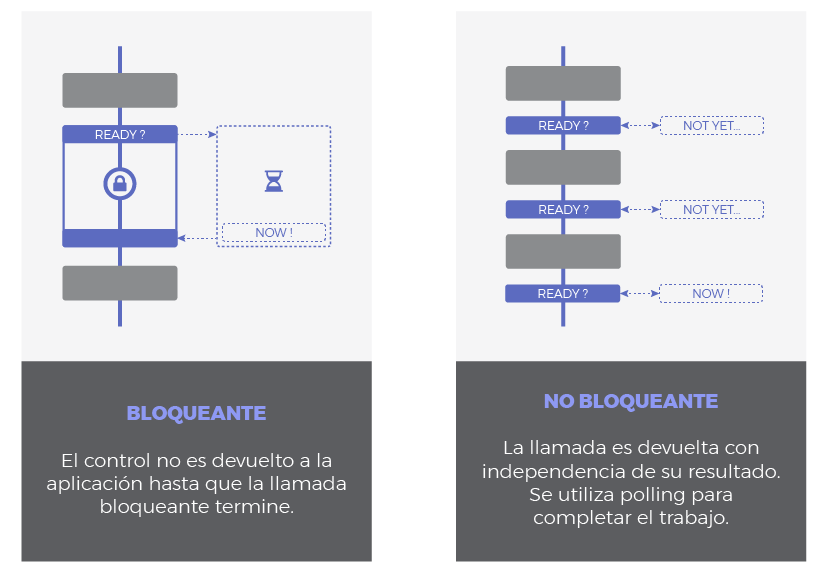 READY ?
NOW !
BLOQUEANTE
El control no es devuelto a la
aplicación hasta que la llamada
bloqueante termine.
READY ?
NOT YET...
READY ?
NOT YET...
READY ?
NOW !
NO BLOQUEANTE
La llamada es devuelta con
independencia de su resultado.
Se utiliza polling para
completar el trabajo.